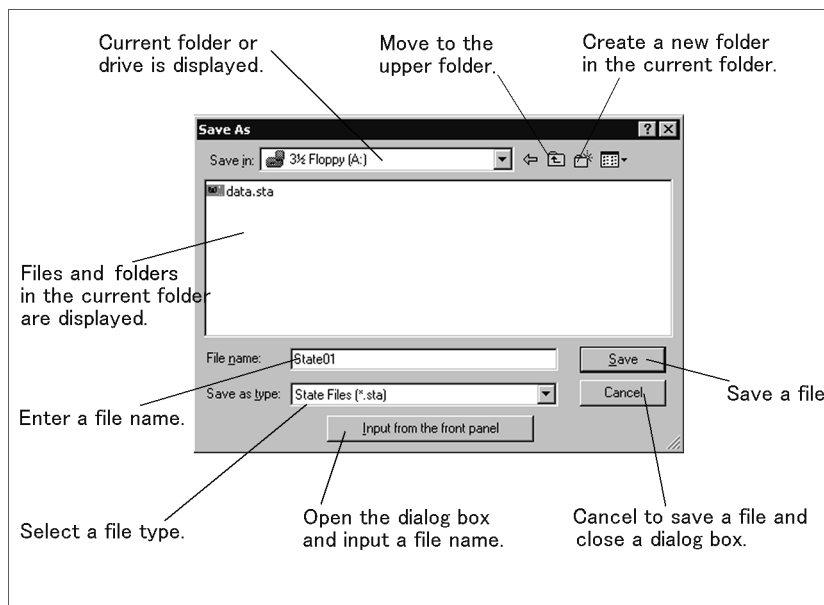 Current folder or
drive is displayed.
Move to the
upper folder.
Create a new folder
in the current folder.
Save As
Save in:
3½ Floppy (A:)
data.sta
Files and folders
in the current folder
are displayed.
File name:
State01
Save
Save as type:
State Files (*.sta)
Cancel
Save a file
Enter a file name.
Input from the front panel
Select a file type.
Open the dialog box
and input a file name.
Cancel to save a file and
close a dialog box.